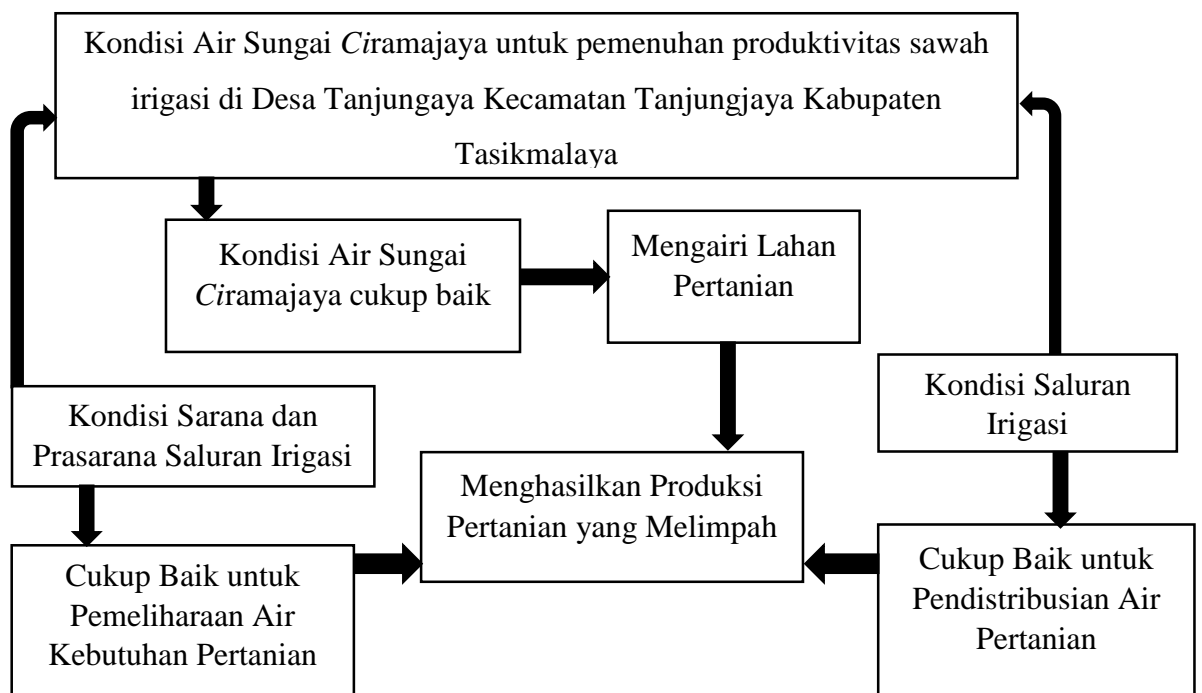 Kondisi Air Sungai Ciramajaya untuk pemenuhan produktivitas sawah
irigasi di Desa Tanjungaya Kecamatan Tanjungjaya Kabupaten
Tasikmalaya
Kondisi Air Sungai
Ciramajaya cukup baik
Mengairi Lahan
Pertanian
Kondisi Sarana dan
Prasarana Saluran Irigasi
Kondisi Saluran
Irigasi
Menghasilkan Produksi
Pertanian yang Melimpah
Cukup Baik untuk
Pemeliharaan Air
Kebutuhan Pertanian
Cukup Baik untuk
Pendistribusian Air
Pertanian